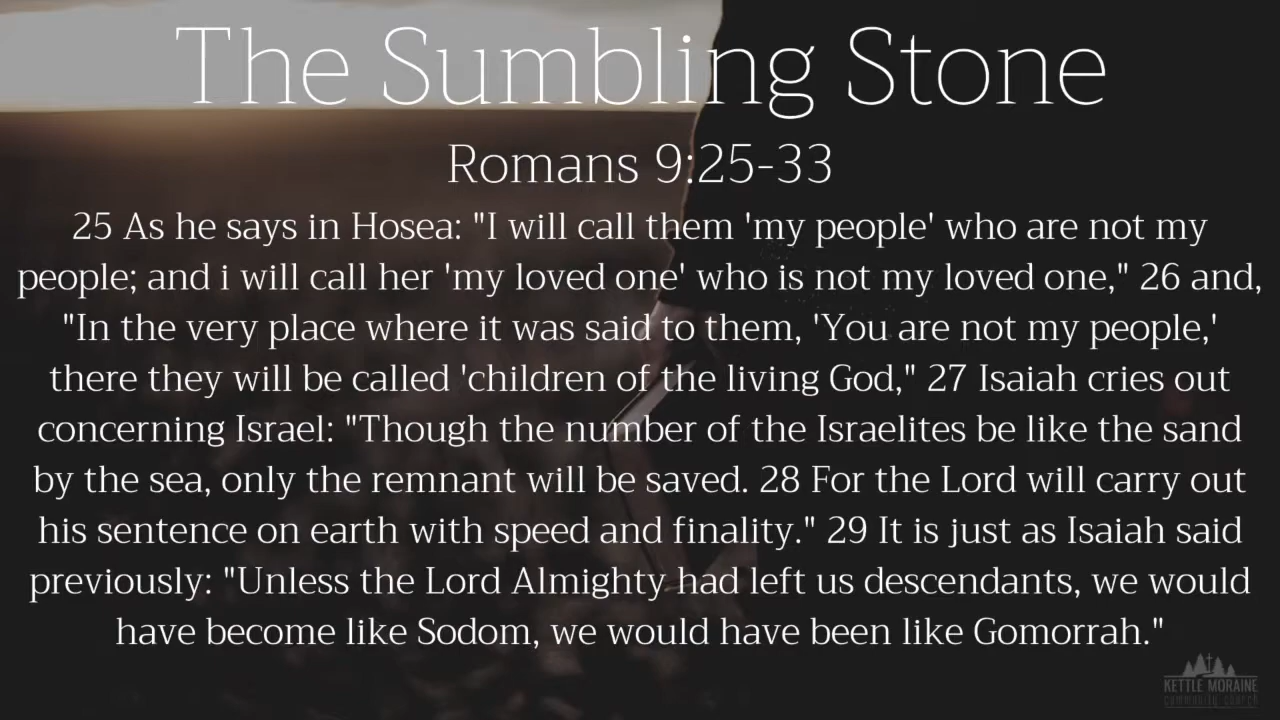 The Sumbling Stone
Romans 9:25-33
25 As he says in Hosea: "I will call them 'my people' who are not my
people; and i will call her 'my loved one' who is not my loved one," 26 and,
"In the very place where it was said to them, 'You are not my people,'
there they will be called 'children of the living God," 27 Isaiah cries out
concerning Israel: "Though the number of the Israelites be like the sand
by the sea, only the remnant will be saved. 28 For the Lord will carry out
his sentence on earth with speed and finality." 29 It is just as Isaiah said
previously: "Unless the Lord Almighty had left us descendants, we would
have become like Sodom, we would have been like Gomorrah."
KETTLE MORAINE
community church